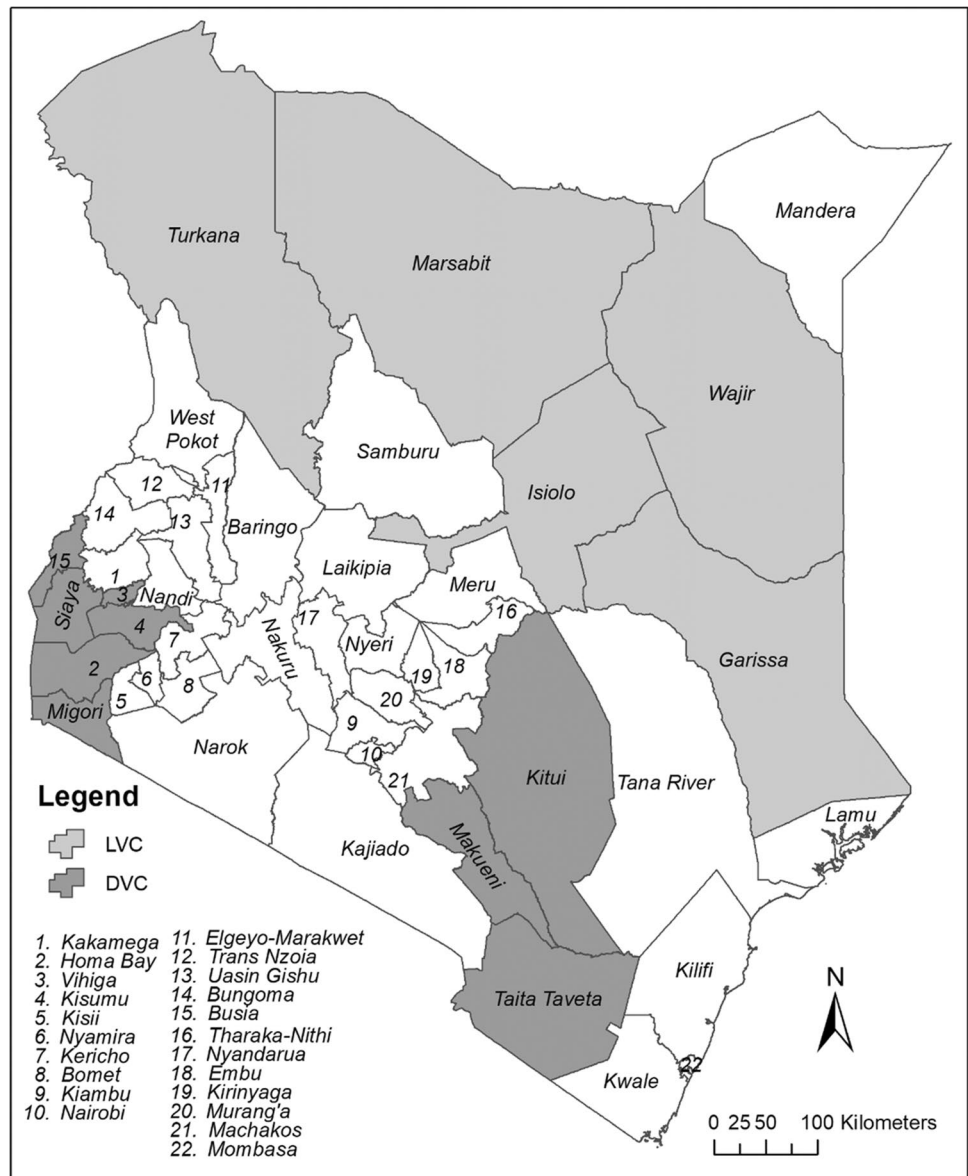 Mandera
Turkana
Marsabit
Wajir
West
Pokot
Samburu
12
11
Isiolo
14
13
Baringo
15
1
Laikipia
Meru
3
Nandi
16
Siaya
4
17
7
Nakuru
Nyeri
Garissa
2
19
18
6
5
8
20
Migori
9
Narok
10
Kitui
21
Tana River
Legend
Lamu
LVC
Kajiado
Makueni
DVC
1. Kakamega
2. Homa Bay
3. Vihiga
4. Kisumu
5. Kisii
6. Nyamira
7. Kericho
8. Bomet
9. Kiambu
10. Nairobi
11. Elgeyo-Marakwet
12. Trans Nzoia
13. Uasin Gishu
14. Bungoma
15. Busia
16. Tharaka-Nithi
17. Nyandarua
18. Embu
19. Kirinyaga
20. Murang'a
21. Machakos
22. Mombasa
Kilifi
Taita Taveta
N
22
Kwale
0 25 50 100 Kilometers